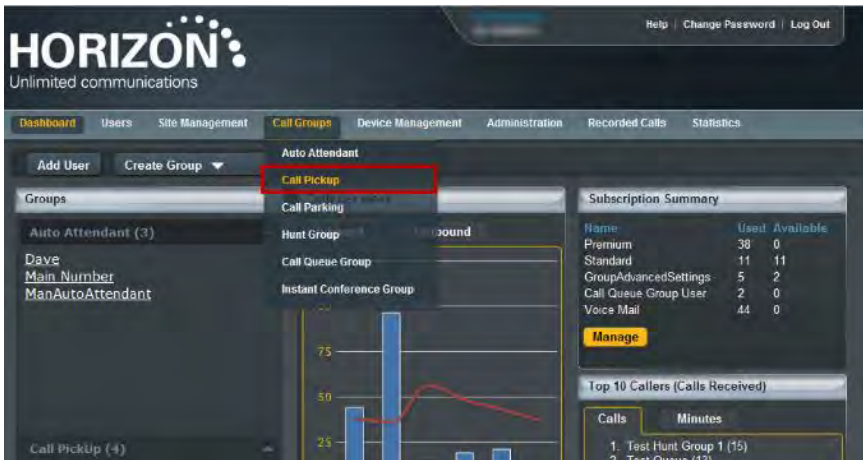 Help | Change Password | Log Out
HORIZON
Unlimited communications
Dashboard Users Site Management Call Groups Device Management Administration Recorded Calls Statistics
Add User Create Group
Auto Attendant
Call Pickup
Call Parking
Hunt Group
Call Queue Group
Instant Conference Group
Groups
Auto Attendant (3)
Dave
Main Number
ManAutoAttendant
Call PickUp (4)
75
50
25
Subscription Summary
Name Used Available
Premium 38 0
Standard 11 11
GroupAdvancedSettings 5 2
Call Queue Group User 2 0
Voice Mail 44 0
Manage
Top 10 Callers (Calls Received)
Calls Minutes
1. Test Hunt Group 1 (15)
2. Test Queue (13)